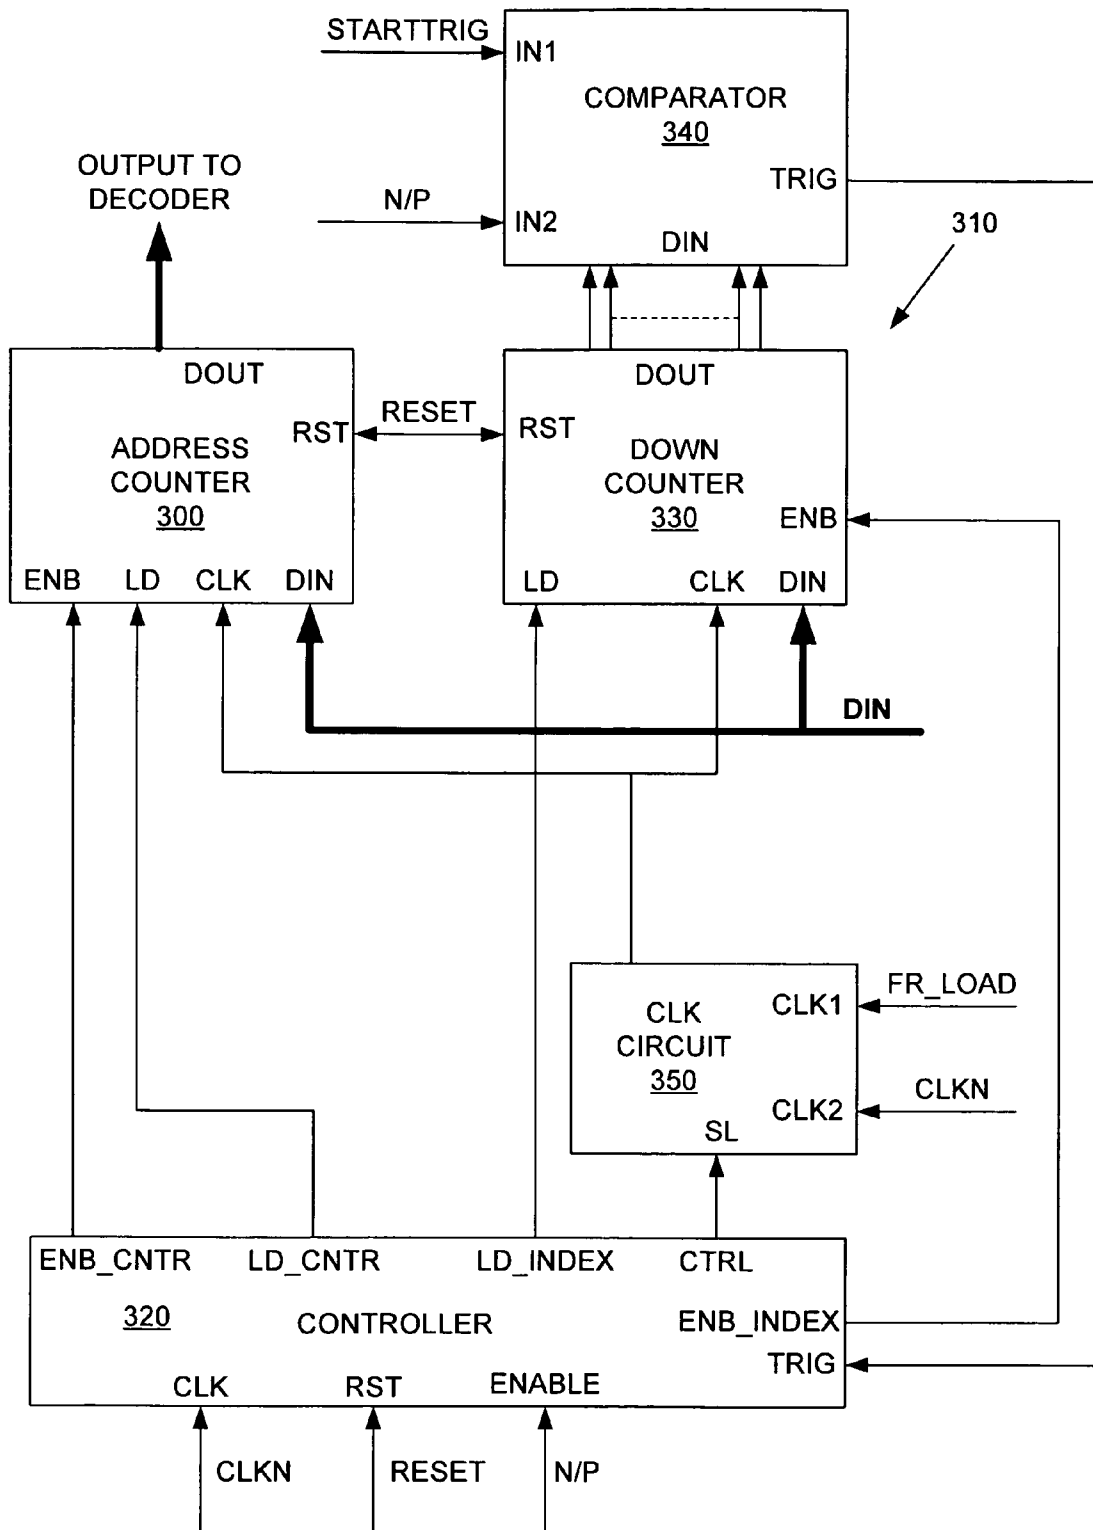 STARTTRIG
IN1
COMPARATOR
340
OUTPUT TO
DECODER
TRIG
N/P
IN2
DIN
310
DOUT
RST
RESET
ADDRESS
COUNTER
300
DOUT
RST
DOWN
COUNTER
330
ENB
ENB
LD
CLK
DIN
LD
CLK
DIN
DIN
FR_LOAD
CLK1
CLK
CIRCUIT
350
CLKN
CLK2
SL
ENB_CNTR
LD_CNTR
LD_INDEX
CTRL
320
CONTROLLER
ENB_INDEX
TRIG
CLK
RST
ENABLE
CLKN
RESET
N/P